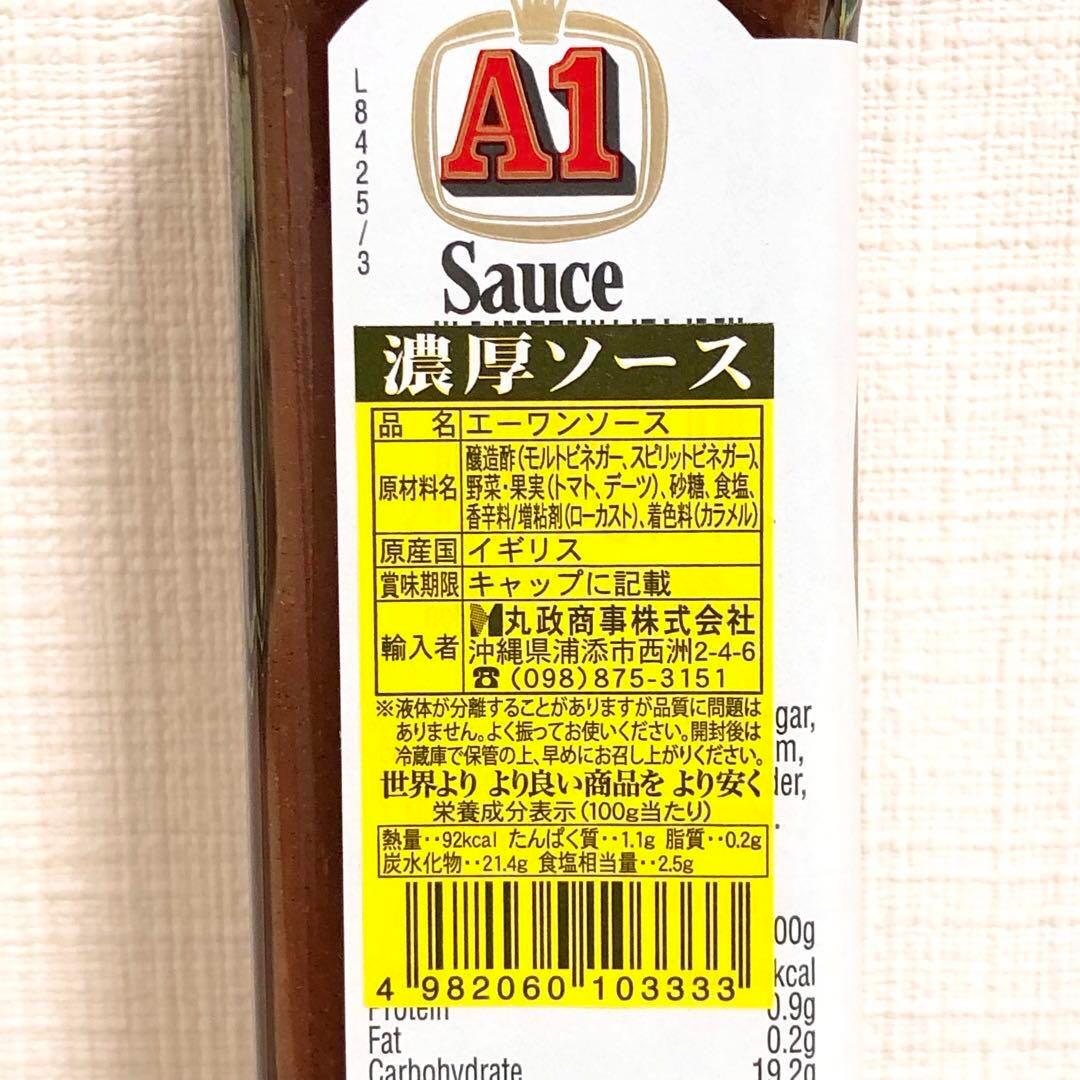 L8425/3
A1
Sauce
濃厚ソース
品 名 エーワンソース
原材料名 醸造酢(モルトビネガー、スピリットビネガー)、
野菜・果実(トマト、デーツ)、砂糖、食塩、
香辛料/増粘剤(ローカスト)、着色料(カラメル)
原産国 イギリス
賞味期限 キャップに記載
輸入者 丸政商事株式会社
沖縄県浦添市西洲2-4-6
☎(098)875-3151
※液体が分離することがありますが品質に問題は
ありません。よく振ってお使いください。開封後は
冷蔵庫で保管の上、早めにお召し上がりください。
世界より より良い商品を より安く
栄養成分表示(100g当たり)
熱量‥92kcal たんぱく質‥1.1g 脂質‥0.2g
炭水化物‥21.4g 食塩相当量‥2.5g
4 982060 103333
gar,
m,
der,
00g
kcal
Protein 0.9g
Fat 0.2g
Carbohydrate 19.2g